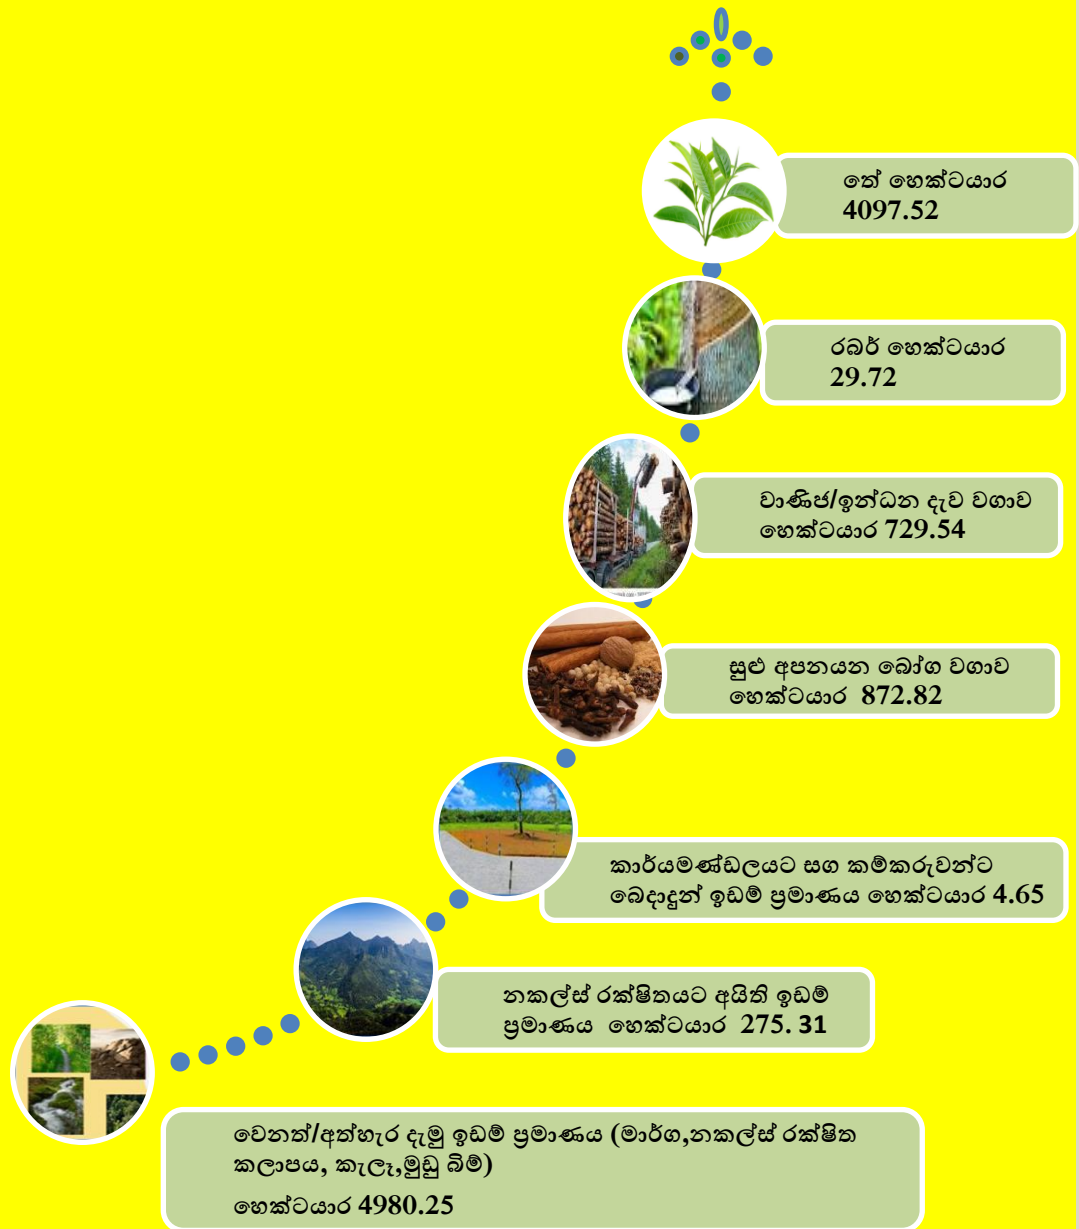 තේ හෙක්ටයාර
4097.52
රබර් හෙක්ටයාර
29.72
වාණිජ/ඉන්ධන දැව වගාව
හෙක්ටයාර 729.54
සුළු අපනයන බෝග වගාව
හෙක්ටයාර 872.82
කාර්යමණ්ඩලයට සග කම්කරුවන්ට
බෙදාදුන් ඉඩම් ප්‍රමාණය හෙක්ටයාර 4.65
නකල්ස් රක්ෂිතයට අයිති ඉඩම්
ප්‍රමාණය හෙක්ටයාර 275. 31
වෙනත්/අත්හැර දැමු ඉඩම් ප්‍රමාණය (මාර්ග,නකල්ස් රක්ෂිත
කලාපය, කැලෑ,මුඩු බිම්)
හෙක්ටයාර 4980.25